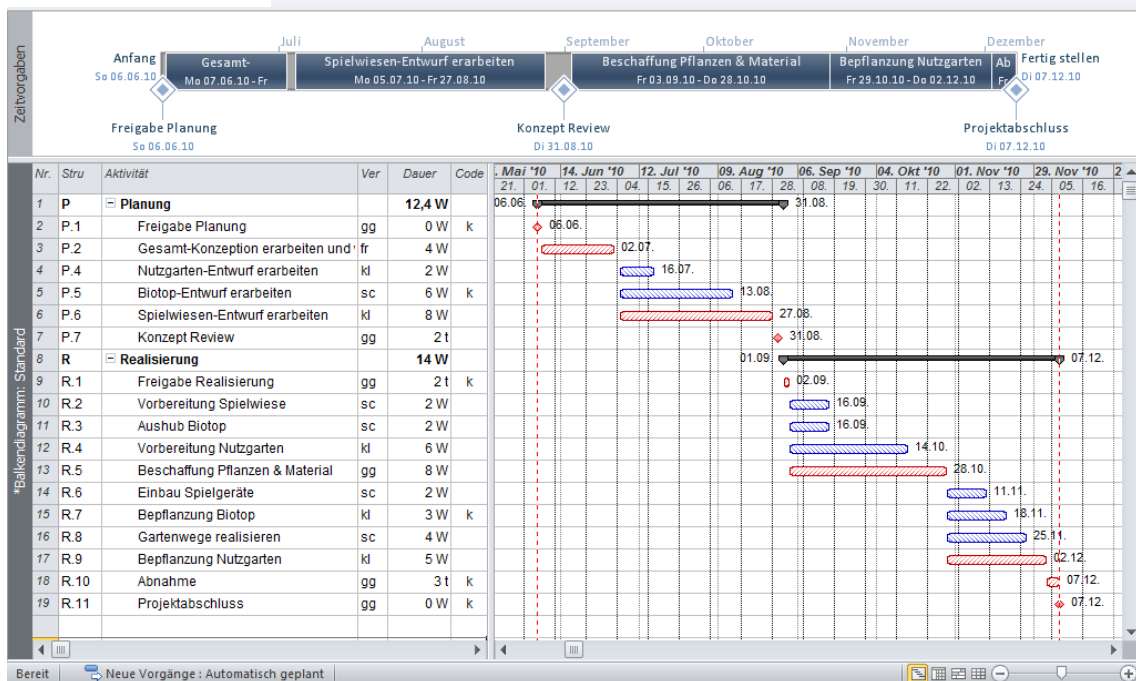 Zeitvorgaben
Juli August September Oktober November Dezember
Anfang
So 06.06.10
Gesamt-
Mo 07.06.10 - Fr
Spielwiesen-Entwurf erarbeiten
Mo 05.07.10 - Fr 27.08.10
Beschaffung Pflanzen & Material
Fr 03.09.10 - Do 28.10.10
Bepflanzung Nutzgarten
Fr 29.10.10 - Do 02.12.10
Ab
Fr
Fertig stellen
Di 07.12.10
Freigabe Planung
So 06.06.10
Konzept Review
Di 31.08.10
Projektabschluss
Di 07.12.10
*Balkendiagramm: Standard
Nr. Stru Aktivität Ver Dauer Code
. Mai '10 14. Jun '10 12. Jul '10 09. Aug '10 06. Sep '10 04. Okt '10 01. Nov '10 29. Nov '10 2
21. 01. 12. 23. 04. 15. 26. 06. 17. 28. 08. 19. 30. 11. 22. 02. 13. 24. 05. 16.
1 P Planung 12,4 W 06.06. 31.08.
2 P.1 Freigabe Planung gg 0 W k 06.06.
3 P.2 Gesamt-Konzeption erarbeiten und fr 4 W 02.07.
4 P.4 Nutzgarten-Entwurf erarbeiten kl 2 W 16.07.
5 P.5 Biotop-Entwurf erarbeiten sc 6 W k 13.08.
6 P.6 Spielwiesen-Entwurf erarbeiten kl 8 W 27.08.
7 P.7 Konzept Review gg 2 t 31.08.
8 R Realisierung 14 W 01.09. 07.12.
9 R.1 Freigabe Realisierung gg 2 t k 02.09.
10 R.2 Vorbereitung Spielwiese sc 2 W 16.09.
11 R.3 Aushub Biotop sc 2 W 16.09.
12 R.4 Vorbereitung Nutzgarten kl 6 W 14.10.
13 R.5 Beschaffung Pflanzen & Material gg 8 W 28.10.
14 R.6 Einbau Spielgeräte sc 2 W 11.11.
15 R.7 Bepflanzung Biotop kl 3 W k 18.11.
16 R.8 Gartenwege realisieren sc 4 W 25.11.
17 R.9 Bepflanzung Nutzgarten kl 5 W 02.12.
18 R.10 Abnahme gg 3 t k 07.12.
19 R.11 Projektabschluss gg 0 W k 07.12.
Bereit Neue Vorgänge : Automatisch geplant